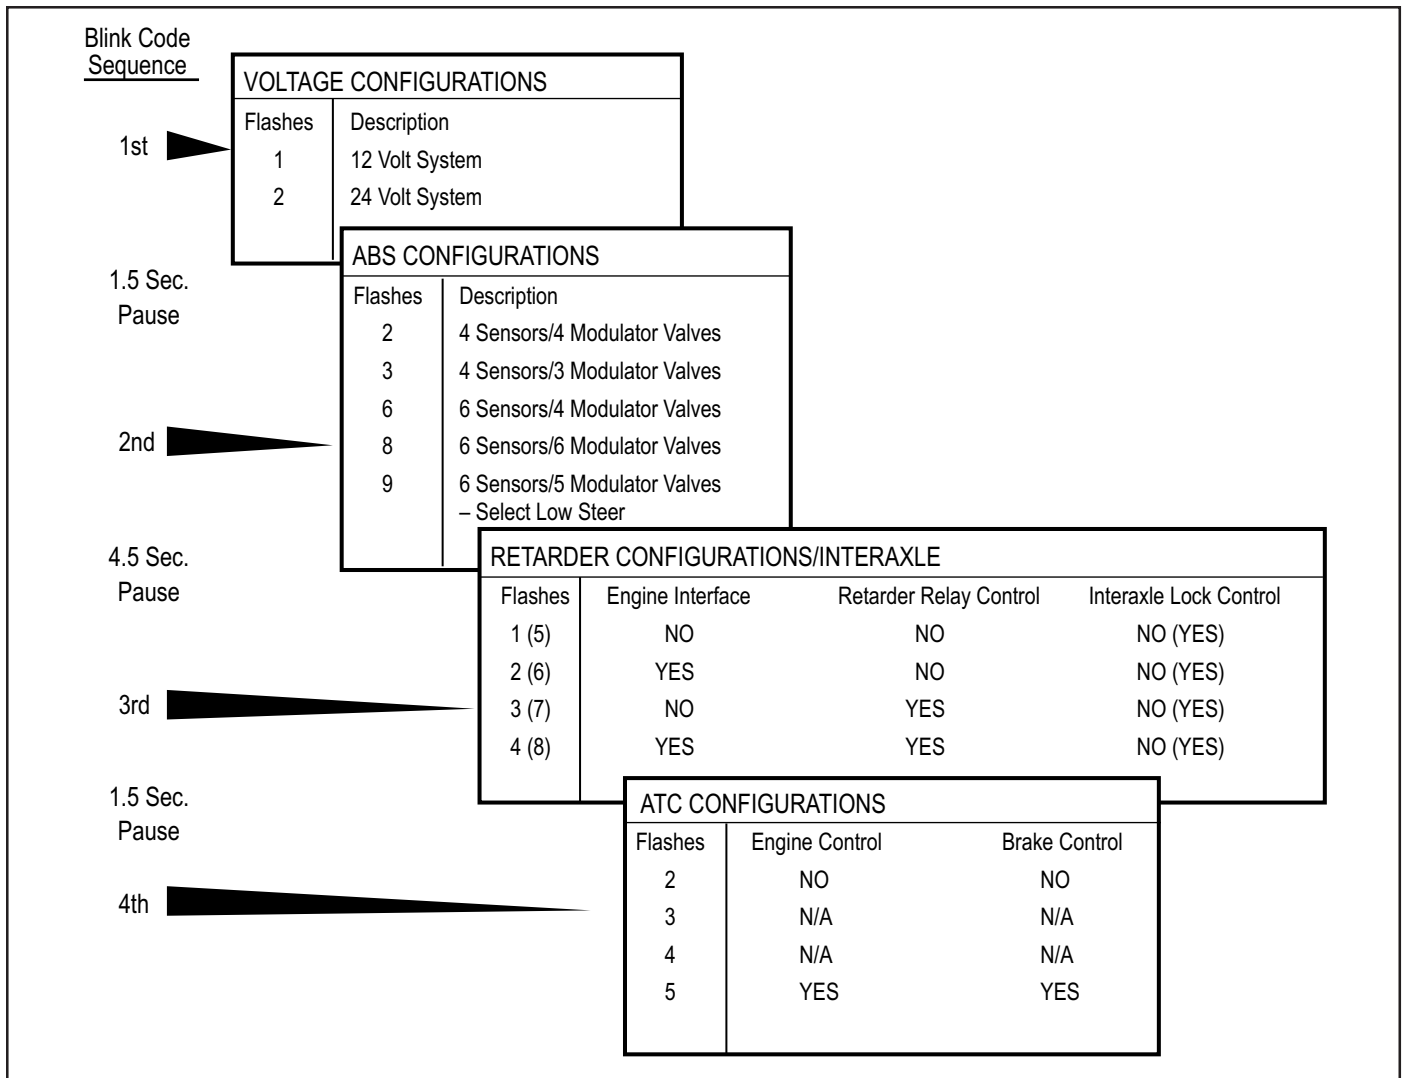 Blink Code
Sequence
1st
VOLTAGE CONFIGURATIONS
Flashes Description
1 12 Volt System
2 24 Volt System
1.5 Sec.
Pause
2nd
ABS CONFIGURATIONS
Flashes Description
2 4 Sensors/4 Modulator Valves
3 4 Sensors/3 Modulator Valves
6 6 Sensors/4 Modulator Valves
8 6 Sensors/6 Modulator Valves
9 6 Sensors/5 Modulator Valves
– Select Low Steer
4.5 Sec.
Pause
3rd
RETARDER CONFIGURATIONS/INTERAXLE
Flashes Engine Interface Retarder Relay Control Interaxle Lock Control
1 (5) NO NO NO (YES)
2 (6) YES NO NO (YES)
3 (7) NO YES NO (YES)
4 (8) YES YES NO (YES)
1.5 Sec.
Pause
4th
ATC CONFIGURATIONS
Flashes Engine Control Brake Control
2 NO NO
3 N/A N/A
4 N/A N/A
5 YES YES